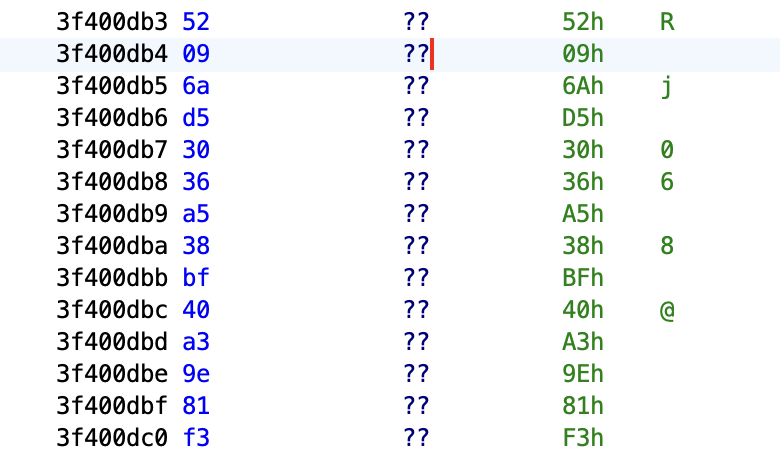 3f400db3 52 ?? 52h R
3f400db4 09 ?? 09h
3f400db5 6a ?? 6Ah j
3f400db6 d5 ?? D5h
3f400db7 30 ?? 30h 0
3f400db8 36 ?? 36h 6
3f400db9 a5 ?? A5h
3f400dba 38 ?? 38h 8
3f400dbb bf ?? BFh
3f400dbc 40 ?? 40h @
3f400dbd a3 ?? A3h
3f400dbe 9e ?? 9Eh
3f400dbf 81 ?? 81h
3f400dc0 f3 ?? F3h